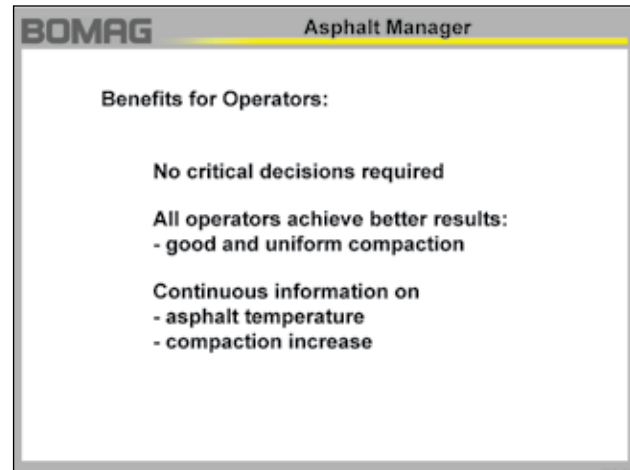 BOMAG
Asphalt Manager
Benefits for Operators:
No critical decisions required
All operators achieve better results:
- good and uniform compaction
Continuous information on
- asphalt temperature
- compaction increase